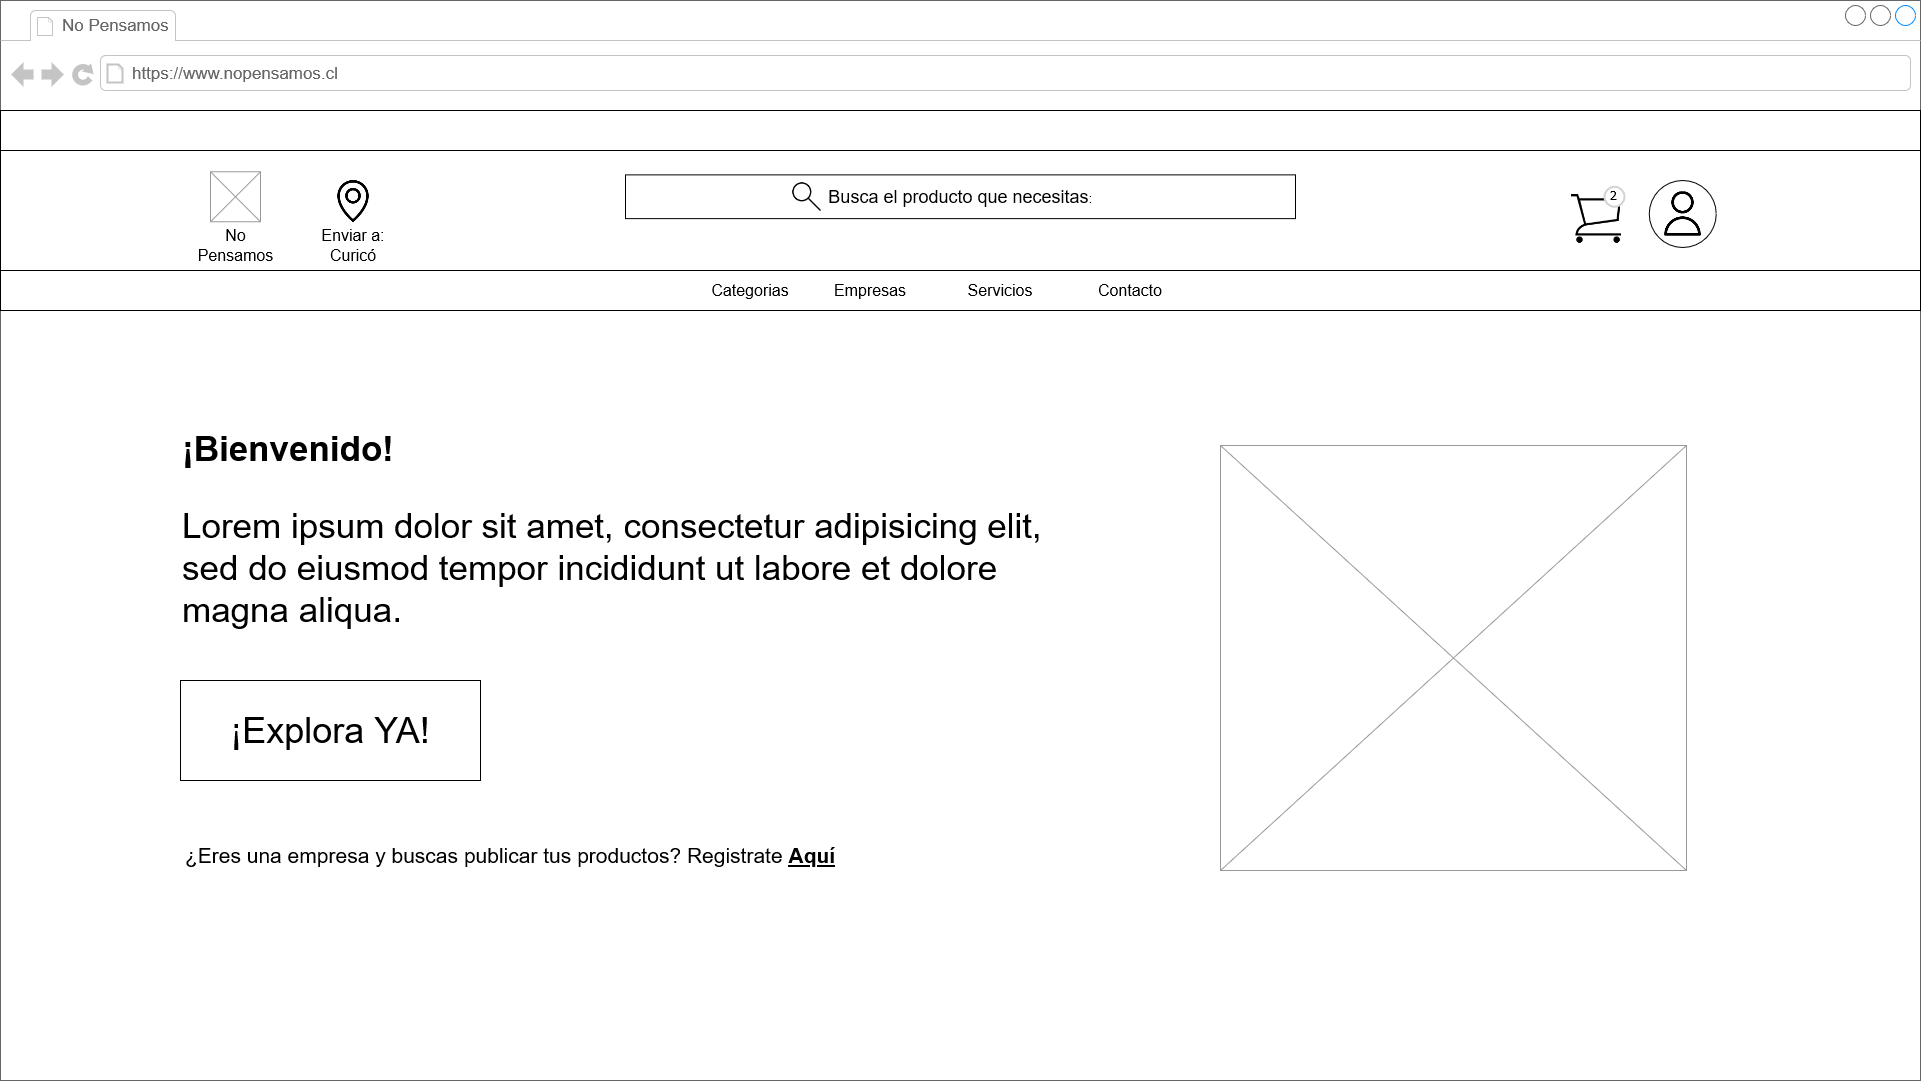 No Pensamos
https://www.nopensamos.cl
No
Pensamos
Enviar a:
Curicó
Busca el producto que necesitas:
2
Categorias Empresas Servicios Contacto
¡Bienvenido!
Lorem ipsum dolor sit amet, consectetur adipisicing elit,
sed do eiusmod tempor incididunt ut labore et dolore
magna aliqua.
¡Explora YA!
¿Eres una empresa y buscas publicar tus productos? Registrate Aquí